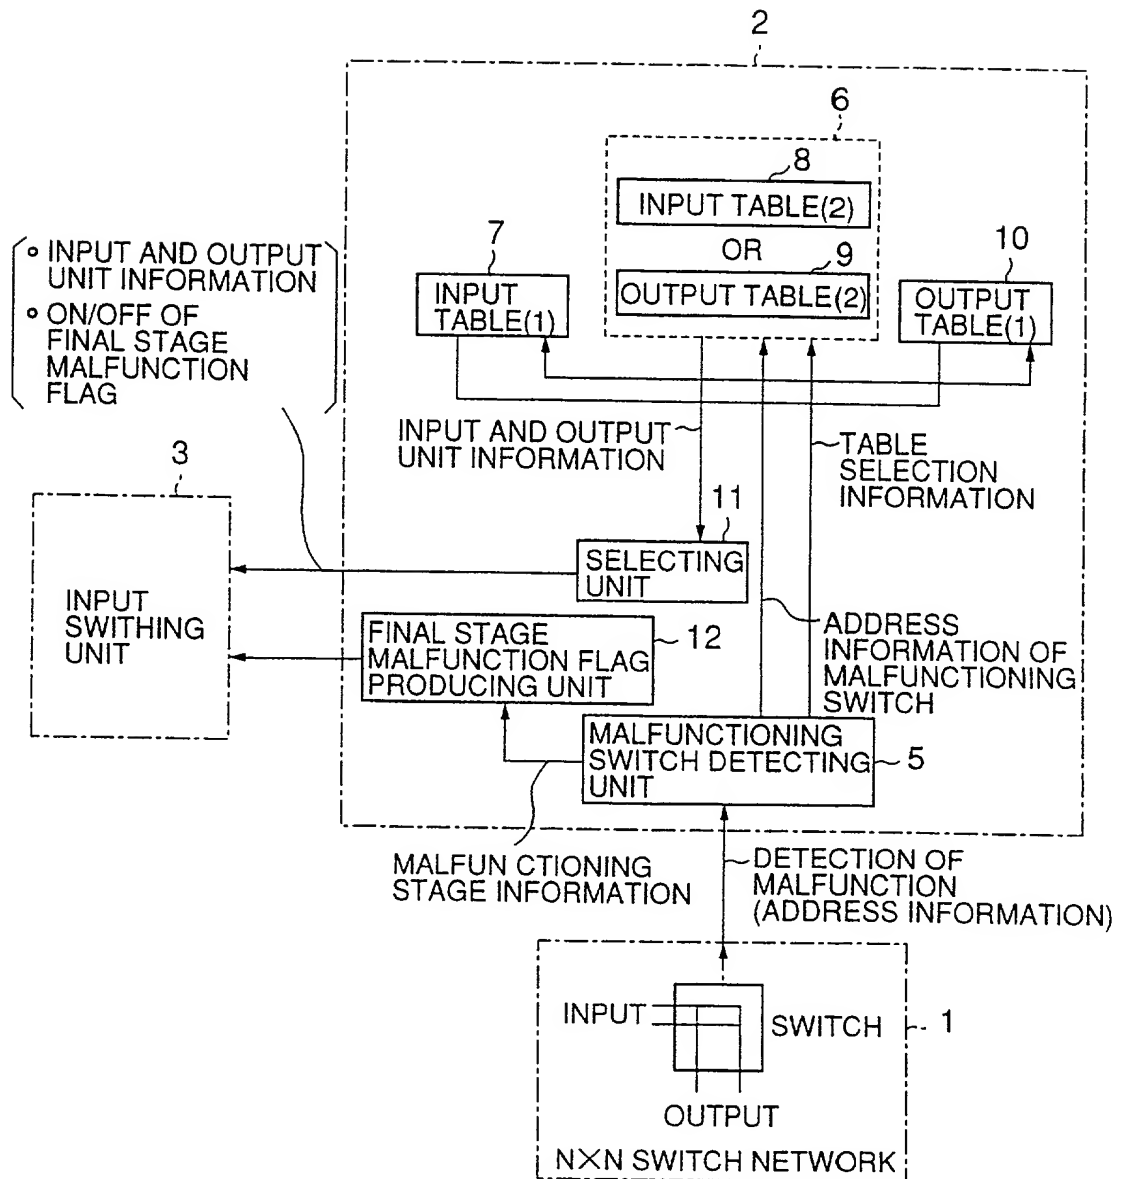 2
6
8
INPUT TABLE(2)
OR
9
OUTPUT TABLE(2)
7
INPUT
TABLE(1)
10
OUTPUT
TABLE(1)
INPUT AND OUTPUT
UNIT INFORMATION
ON/OFF OF
FINAL STAGE
MALFUNCTION
FLAG
INPUT AND OUTPUT
UNIT INFORMATION
TABLE
SELECTION
INFORMATION
3
INPUT
SWITHING
UNIT
11
SELECTING
UNIT
FINAL STAGE
MALFUNCTION FLAG
PRODUCING UNIT
12
ADDRESS
INFORMATION OF
MALFUNCTIONING
SWITCH
MALFUNCTIONING
SWITCH DETECTING
UNIT
5
MALFUN CTIONING
STAGE INFORMATION
DETECTION OF
MALFUNCTION
(ADDRESS INFORMATION)
INPUT
SWITCH
1
OUTPUT
N×N SWITCH NETWORK